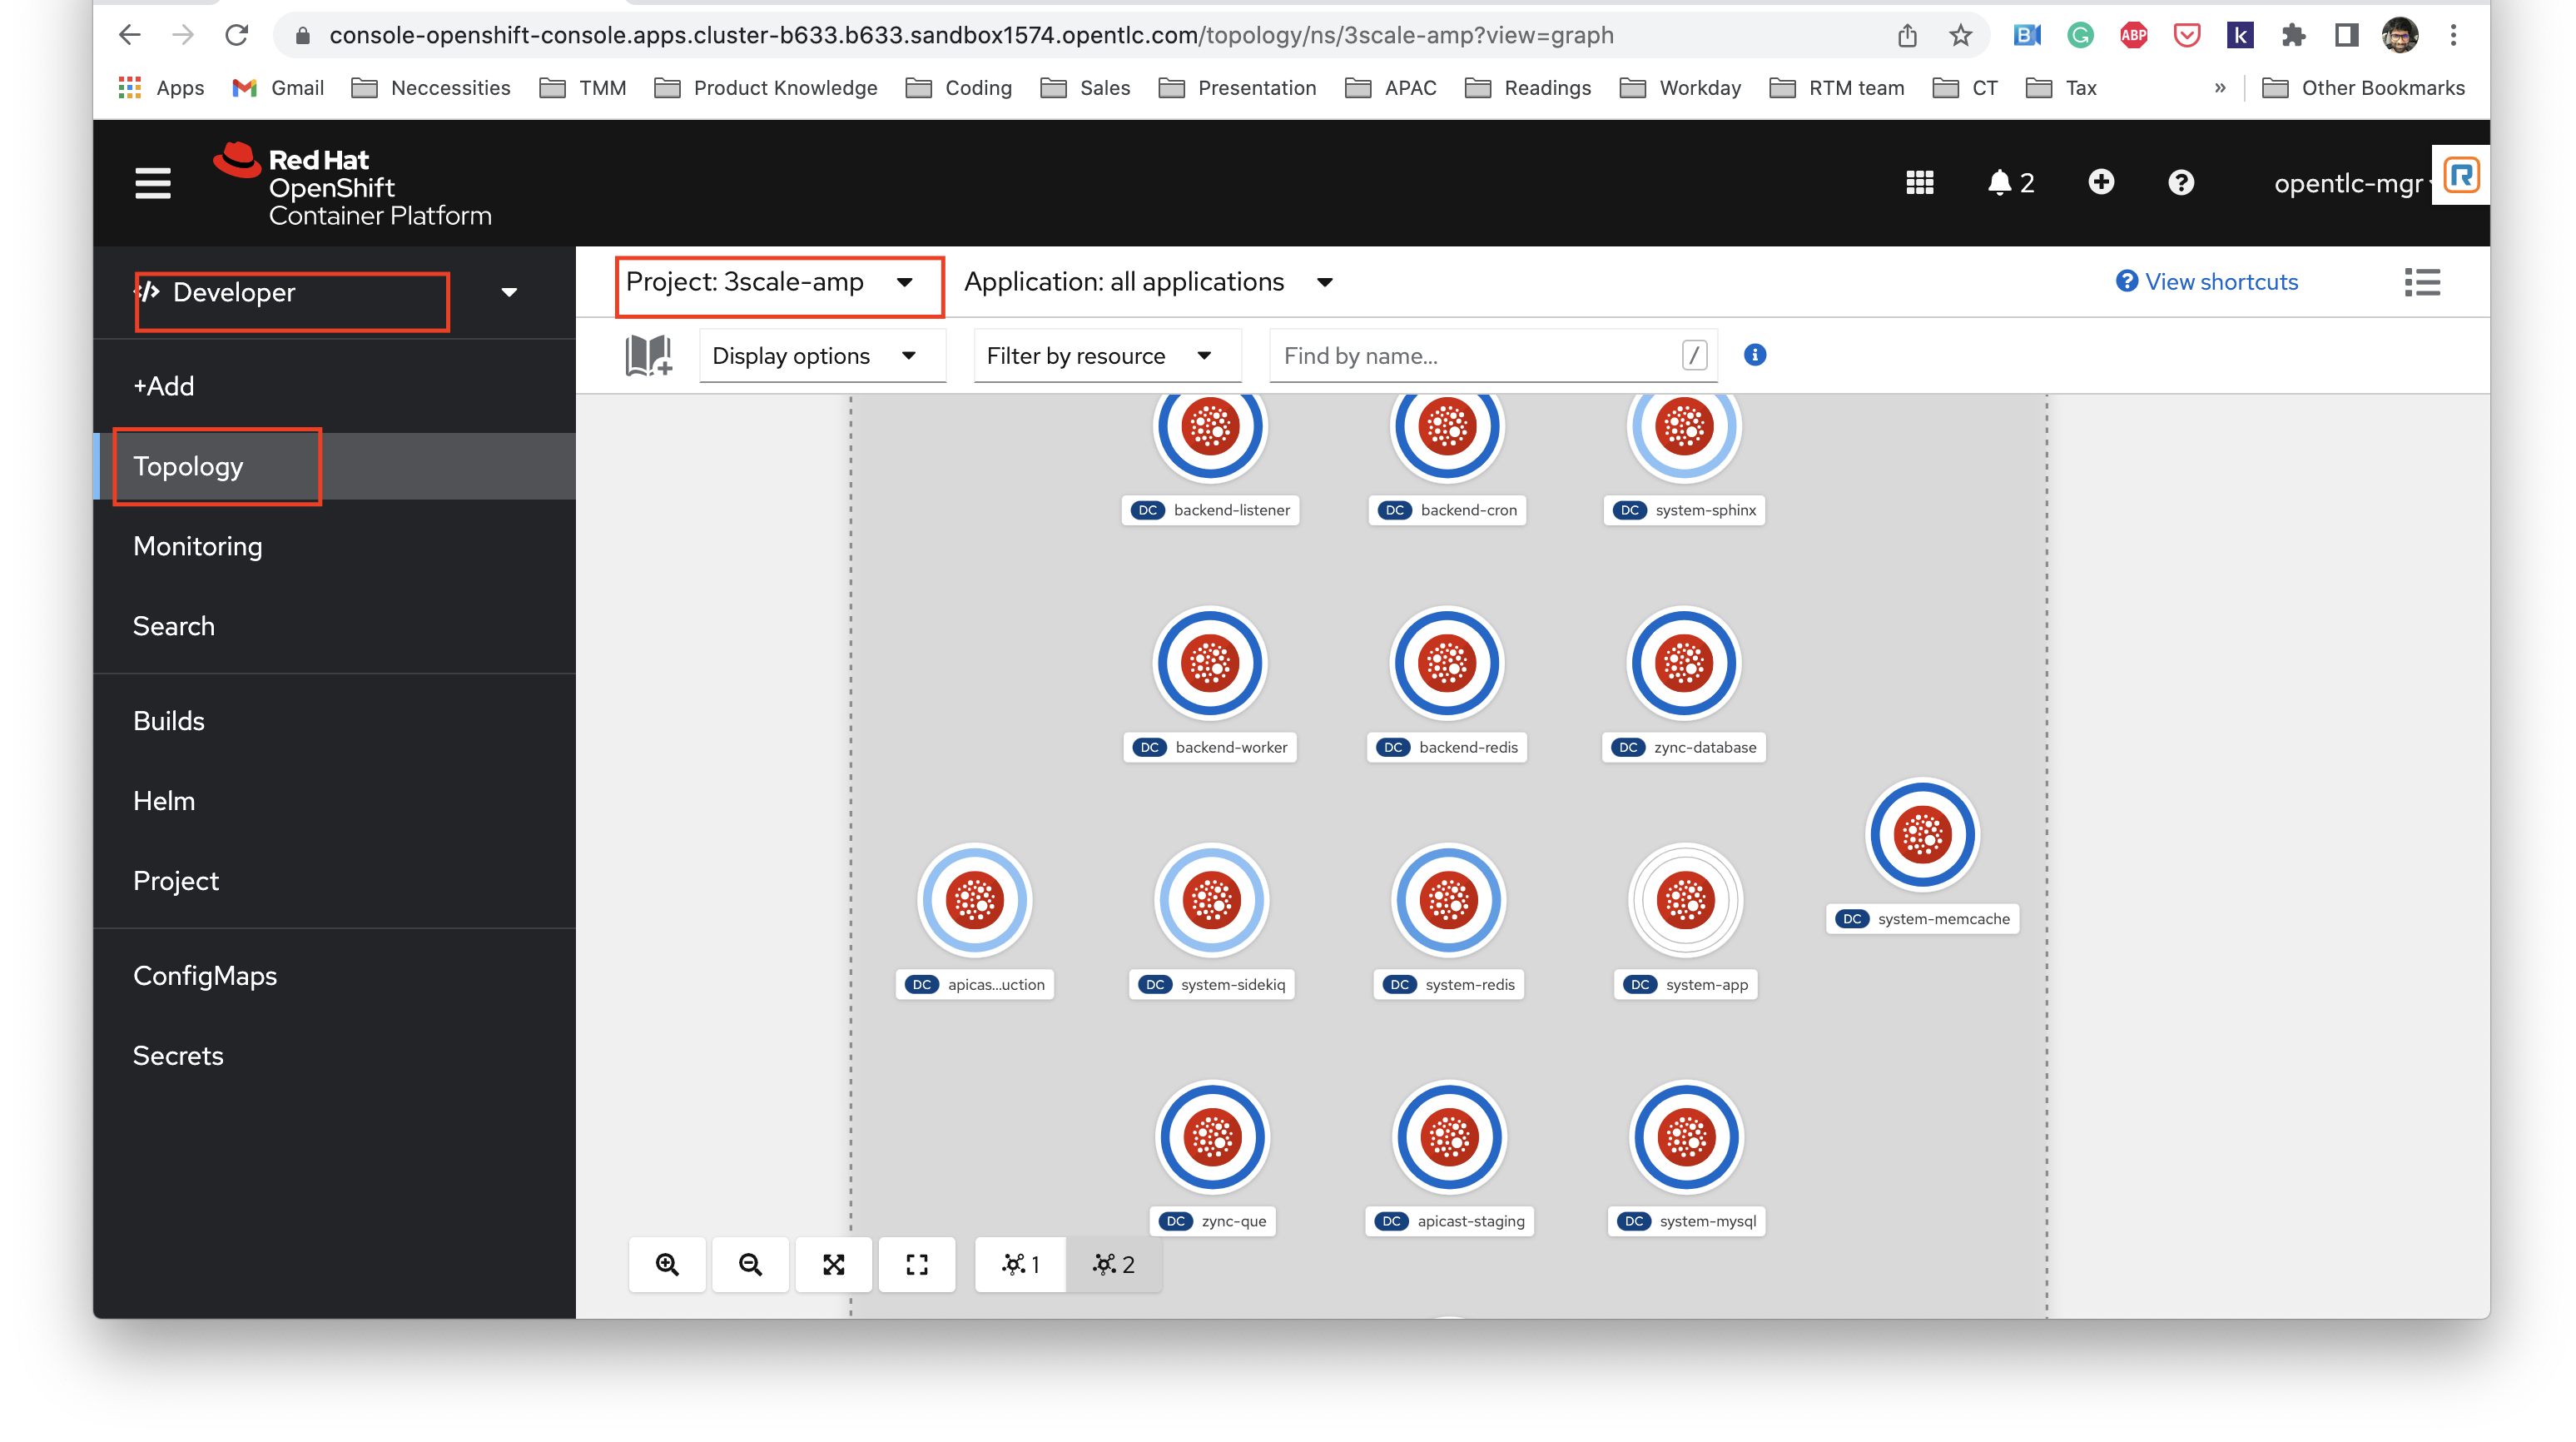 console-openshift-console.apps.cluster-b633.b633.sandbox1574.opentlc.com/topology/ns/3scale-amp?view=graph
B G ABP k
Apps Gmail Neccessities TMM Product Knowledge Coding Sales Presentation APAC Readings Workday RTM team CT Tax » Other Bookmarks
Red Hat
OpenShift
Container Platform
2 opentlc-mgr R
</> Developer
Project: 3scale-amp Application: all applications View shortcuts
Display options Filter by resource Find by name... /
+Add
Topology
Monitoring
Search
Builds
Helm
Project
ConfigMaps
Secrets
DC backend-listener DC backend-cron DC system-sphinx
DC backend-worker DC backend-redis DC zync-database
DC system-memcache
DC apicas...uction DC system-sidekiq DC system-redis DC system-app
DC zync-que DC apicast-staging DC system-mysql
1 2